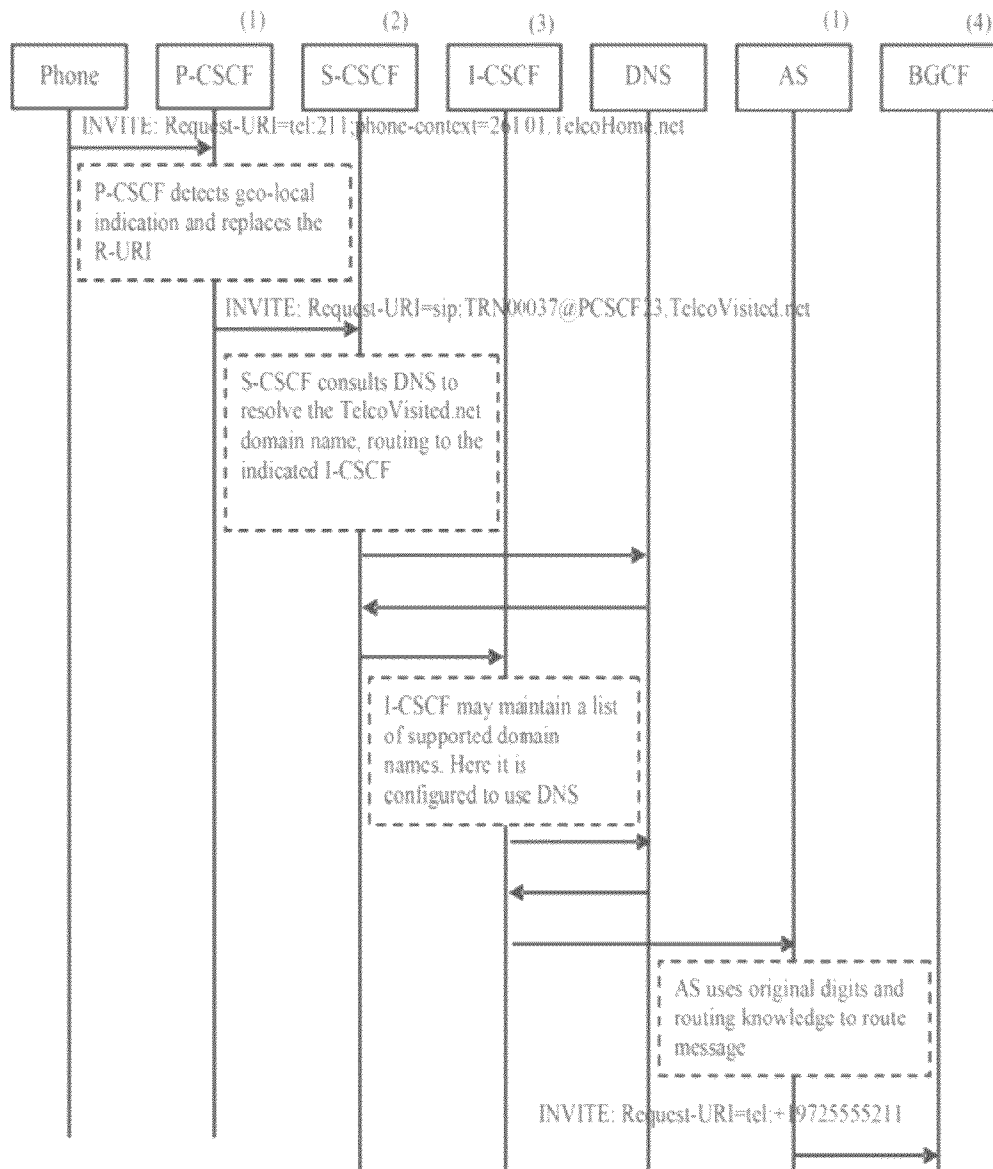 (1) (2) (3) (1) (4)
Phone P-CSCF S-CSCF I-CSCF DNS AS BGCF
INVITE: Request-URI=tel:211;phone-context=26101.TelcoHome.net
P-CSCF detects geo-local
indication and replaces the
R-URI
INVITE: Request-URI=sip:TRN00037@PCSCF23.TelcoVisited.net
S-CSCF consults DNS to
resolve the TelcoVisited.net
domain name, routing to the
indicated I-CSCF
I-CSCF may maintain a list
of supported domain
names. Here it is
configured to use DNS
AS uses original digits and
routing knowledge to route
message
INVITE: Request-URI=tel:+19725555211